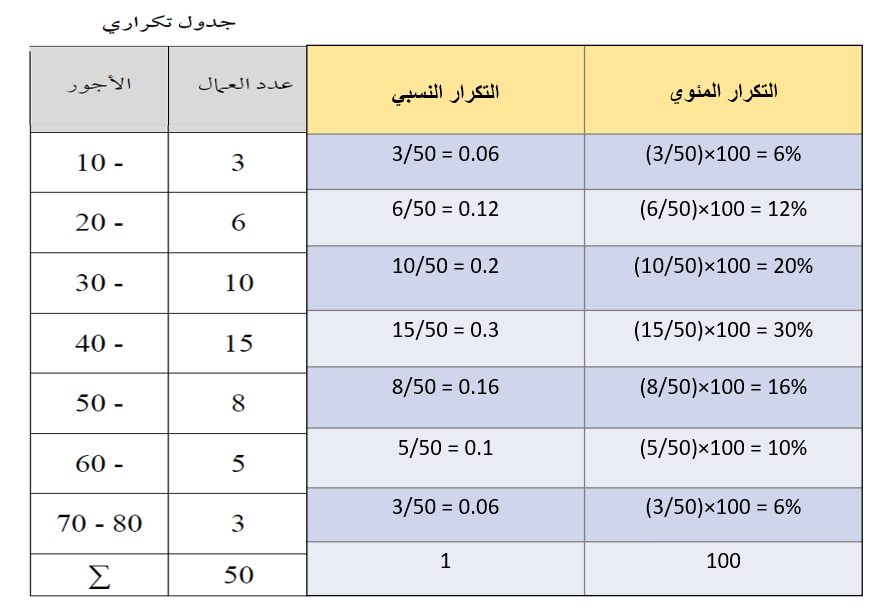 جدول تكراري
الأجور عدد العمال التكرار النسبي التكرار المئوي
10 - 3 3/50 = 0.06 (3/50)×100 = 6%
20 - 6 6/50 = 0.12 (6/50)×100 = 12%
30 - 10 10/50 = 0.2 (10/50)×100 = 20%
40 - 15 15/50 = 0.3 (15/50)×100 = 30%
50 - 8 8/50 = 0.16 (8/50)×100 = 16%
60 - 5 5/50 = 0.1 (5/50)×100 = 10%
70 - 80 3 3/50 = 0.06 (3/50)×100 = 6%
∑ 50 1 100